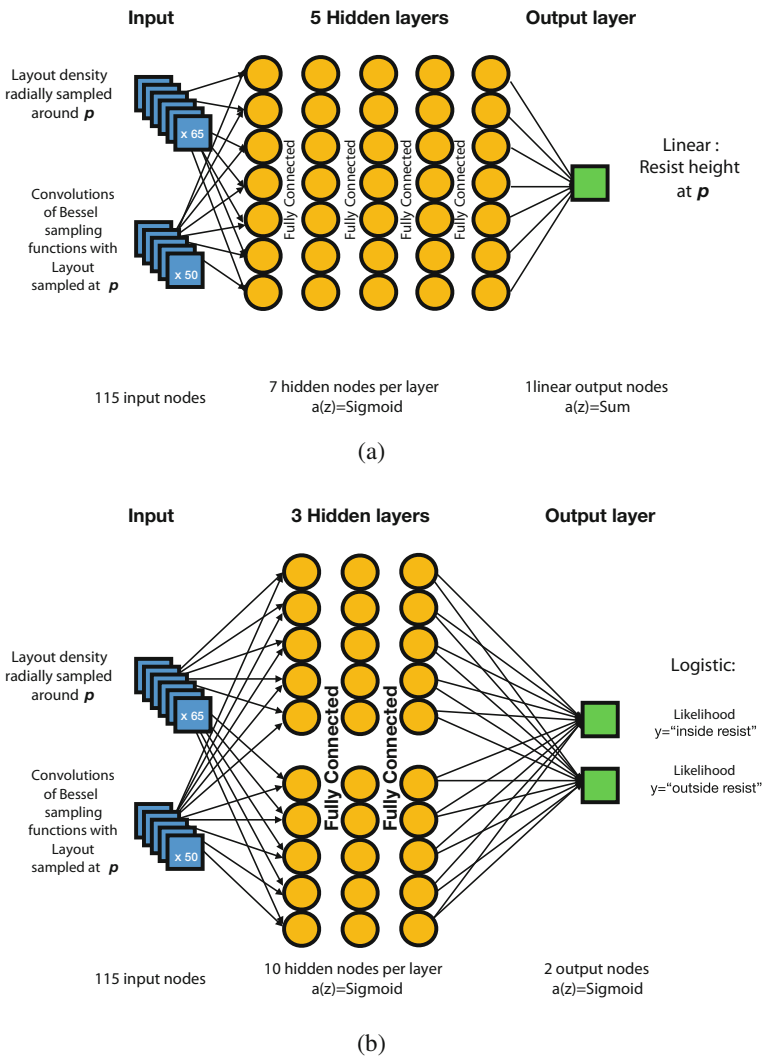 Input
5 Hidden layers
Output layer
Layout density
radially sampled
around p
x 65
Convolutions
of Bessel
sampling
functions with
Layout
sampled at p
x 50
Fully Connected
Fully Connected
Fully Connected
Fully Connected
Linear :
Resist height
at p
115 input nodes
7 hidden nodes per layer
a(z)=Sigmoid
1linear output nodes
a(z)=Sum
(a)
Input
3 Hidden layers
Output layer
Layout density
radially sampled
around p
x 65
Convolutions
of Bessel
sampling
functions with
Layout
sampled at p
x 50
Fully Connected
Fully Connected
Logistic:
Likelihood
y="inside resist"
Likelihood
y="outside resist"
115 input nodes
10 hidden nodes per layer
a(z)=Sigmoid
2 output nodes
a(z)=Sigmoid
(b)